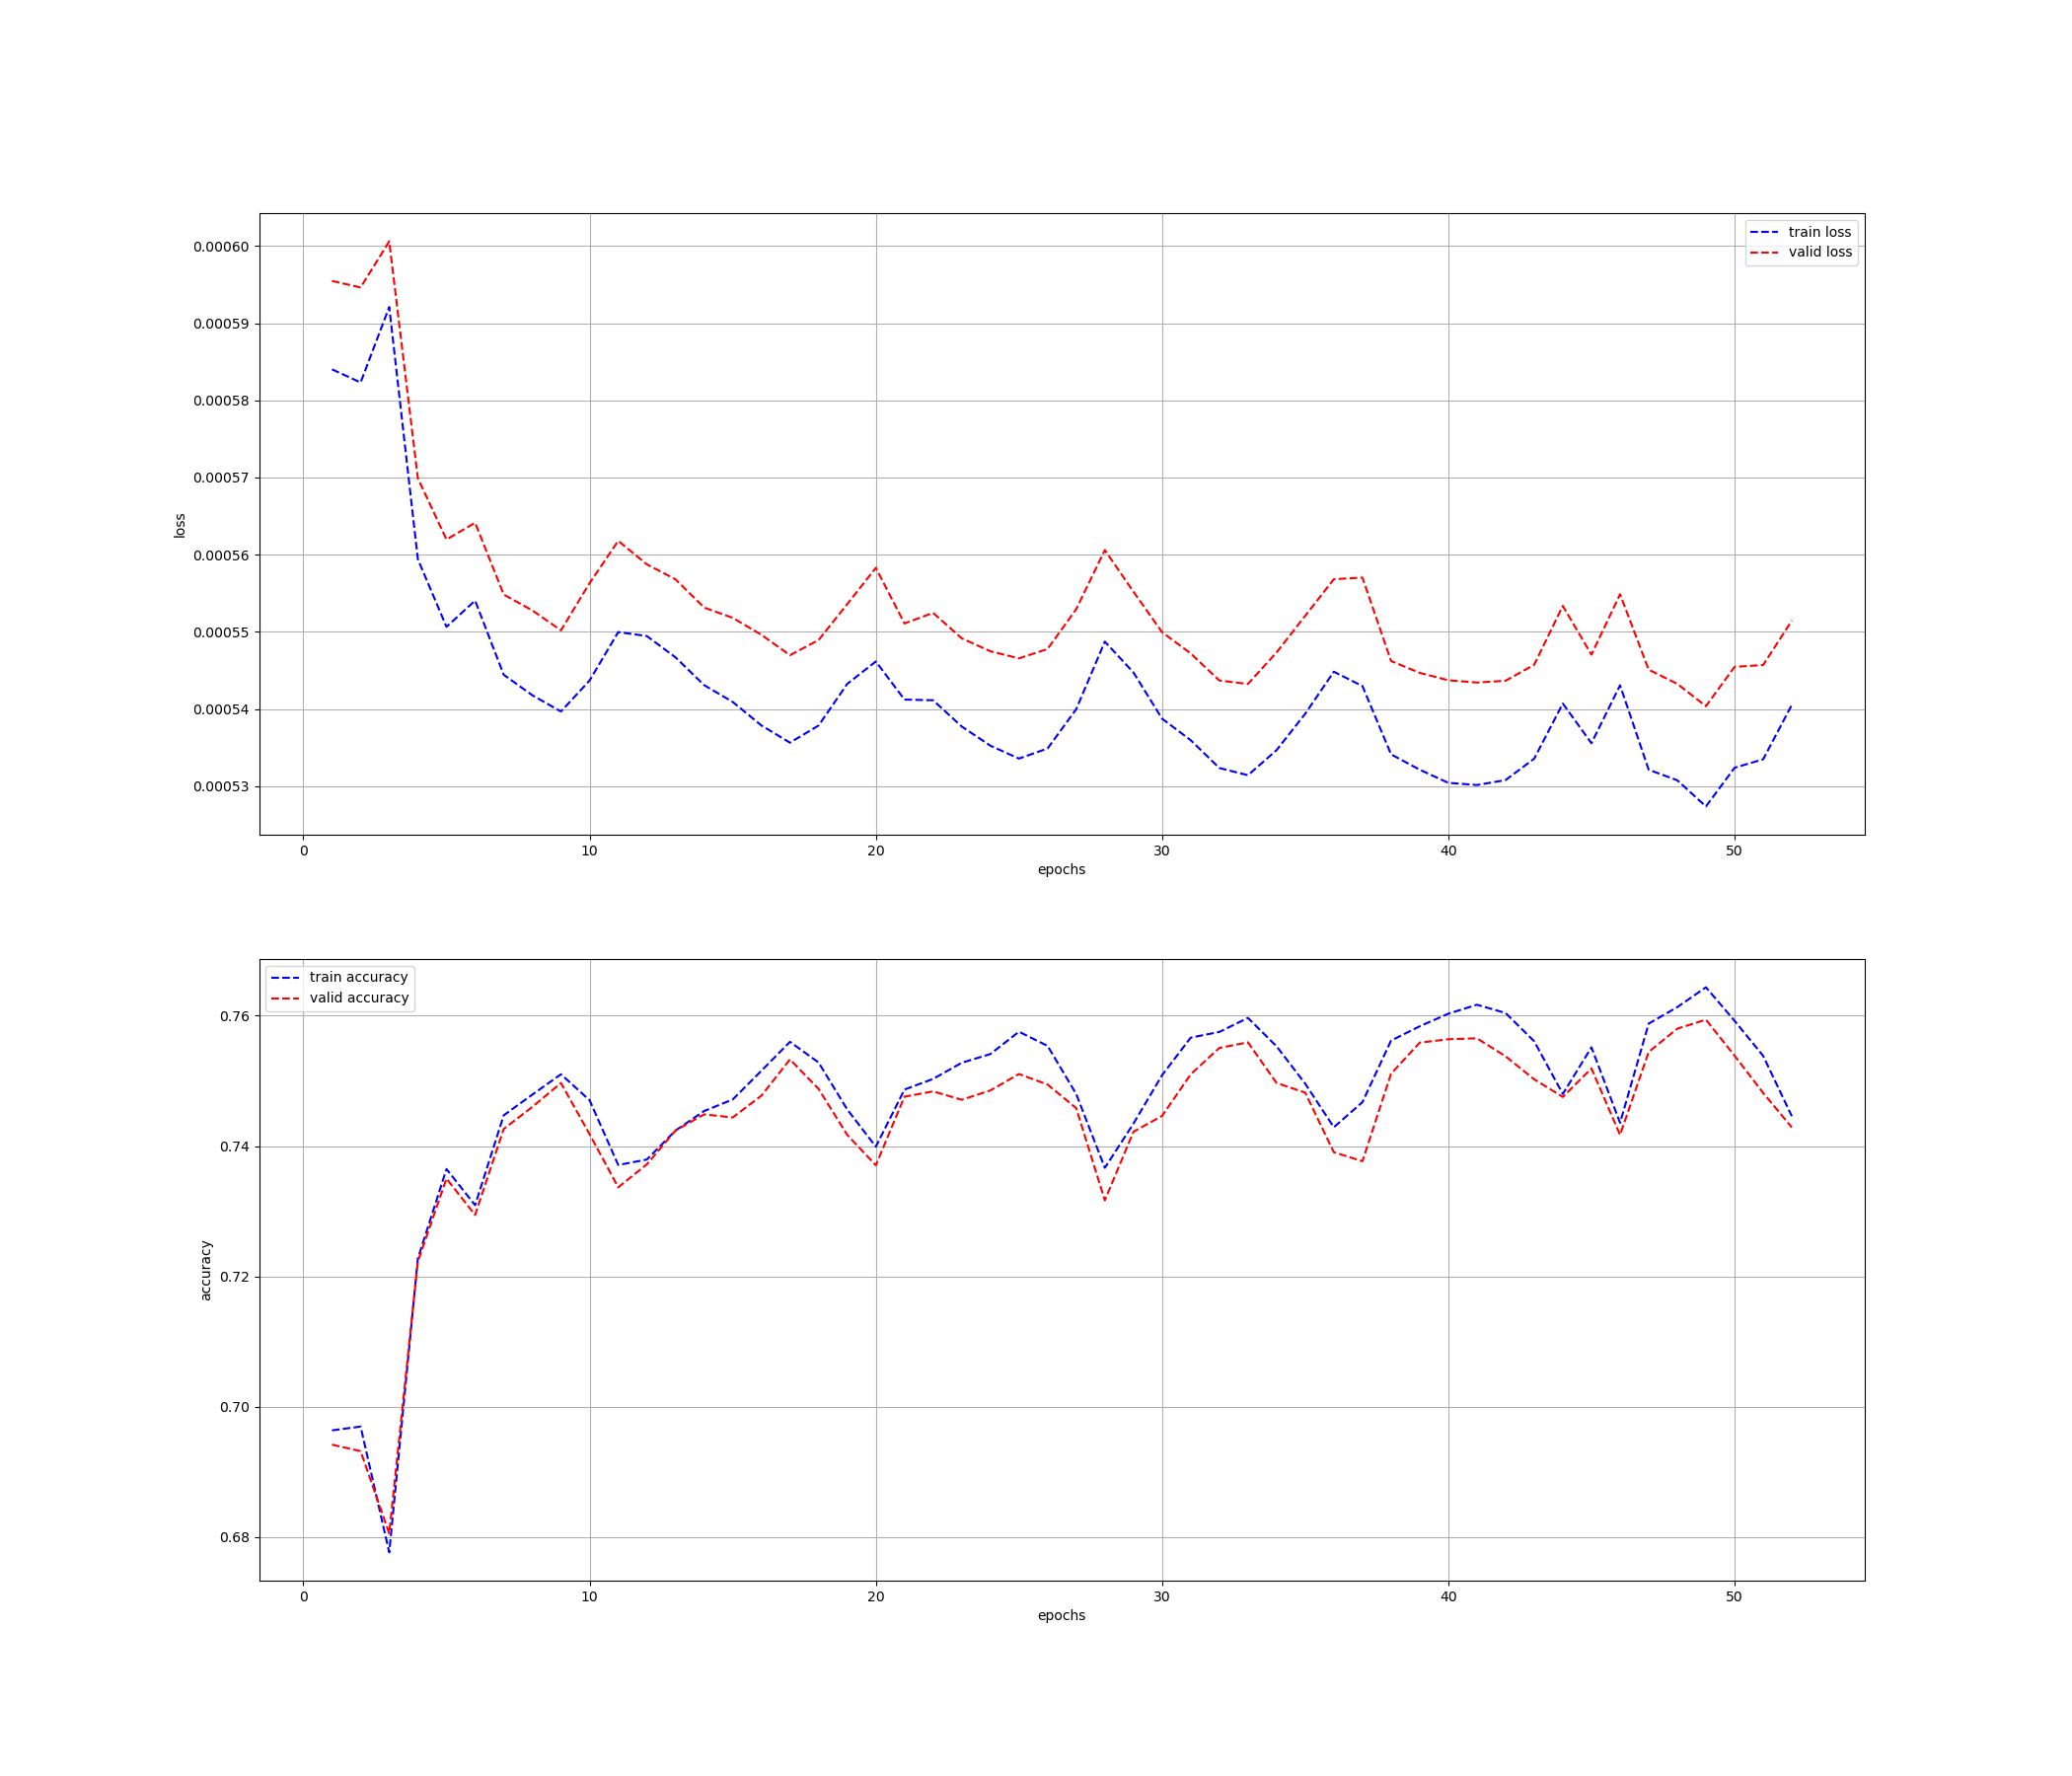 0.00060
0.00059
0.00058
0.00057
0.00056
0.00055
0.00054
0.00053
loss
train loss
valid loss
0 10 20 30 40 50
epochs
train accuracy
valid accuracy
0.76
0.74
0.72
0.70
0.68
accuracy
0 10 20 30 40 50
epochs